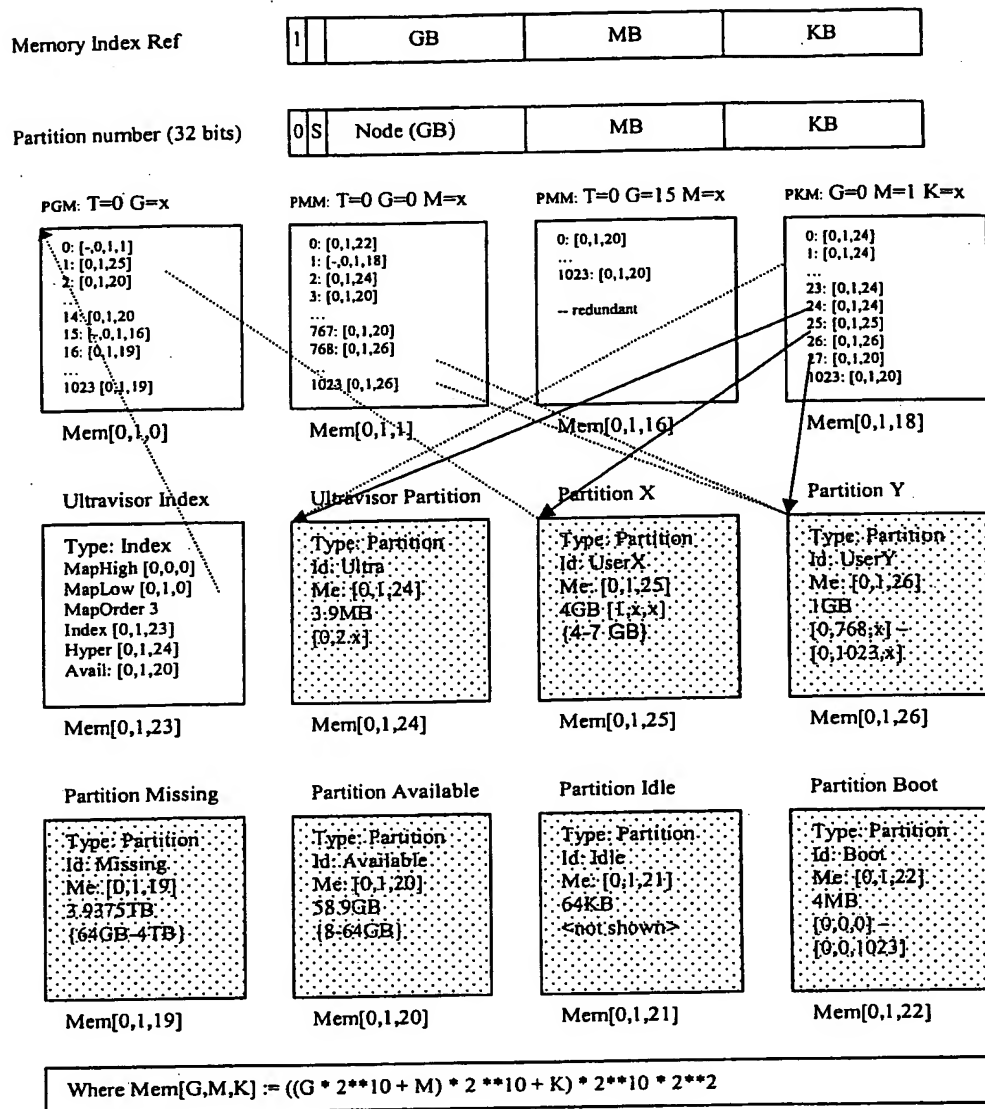 Memory Index Ref
1 GB MB KB
Partition number (32 bits)
0 S Node (GB) MB KB
PGM: T=0 G=x
0: [-,0,1,1]
1: [0,1,25]
2: [0,1,20]
...
14: [0,1,20
15: [-,0,1,16]
16: [0,1,19]
...
1023 [0,1,19]
Mem[0,1,0]
PMM: T=0 G=0 M=x
0: [0,1,22]
1: [-,0,1,18]
2: [0,1,24]
3: [0,1,20]
...
767: [0,1,20]
768: [0,1,26]
...
1023 [0,1,26]
Mem[0,1,1]
PMM: T=0 G=15 M=x
0: [0,1,20]
...
1023: [0,1,20]
-- redundant
Mem[0,1,16]
PKM: G=0 M=1 K=x
0: [0,1,24]
1: [0,1,24]
...
23: [0,1,24]
24: [0,1,24]
25: [0,1,25]
26: [0,1,26]
27: [0,1,20]
1023: [0,1,20]
Mem[0,1,18]
Ultravisor Index
Type: Index
MapHigh [0,0,0]
MapLow [0,1,0]
MapOrder 3
Index [0,1,23]
Hyper [0,1,24]
Avail: [0,1,20]
Mem[0,1,23]
Ultravisor Partition
Type: Partition
Id: Ultra
Me: [0,1,24]
3.9MB
[0,2,x]
Mem[0,1,24]
Partition X
Type: Partition
Id: UserX
Me: [0,1,25]
4GB [1,x,x]
{4-7 GB}
Mem[0,1,25]
Partition Y
Type: Partition
Id: UserY
Me: [0,1,26]
1GB
[0,768,x] –
[0,1023,x]
Mem[0,1,26]
Partition Missing
Type: Partition
Id: Missing
Me: [0,1,19]
3.9375TB
{64GB-4TB}
Mem[0,1,19]
Partition Available
Type: Partition
Id: Available
Me: [0,1,20]
58.9GB
{8-64GB}
Mem[0,1,20]
Partition Idle
Type: Partition
Id: Idle
Me: [0,1,21]
64KB
<not shown>
Mem[0,1,21]
Partition Boot
Type: Partition
Id: Boot
Me: [0,1,22]
4MB
[0,0,0] –
[0,0,1023]
Mem[0,1,22]
Where Mem[G,M,K] := ((G * 2**10 + M) * 2 **10 + K) * 2**10 * 2**2